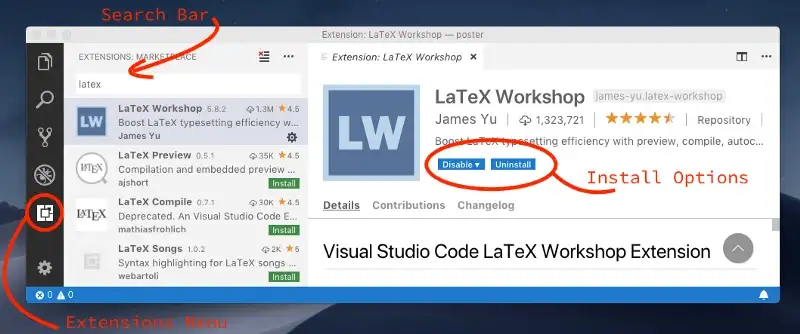 Search Bar
Extension: LaTeX Workshop — poster
EXTENSIONS: MARKETPLACE
latex
LW
LaTeX Workshop 5.8.2 1.3M 4.5
Boost LaTeX typesetting efficiency w...
James Yu
LATEX
LaTeX Preview 0.5.1 35K 4.5
Compilation and embedded preview ...
ajshort
Install
LATEX
LaTeX Compile 0.7.1 30K 4.5
Deprecated. An Visual Studio Code E...
mathiasfrohlich
Install
LaTeX Songs 1.0.2 2K 5
Syntax highlighting for LaTeX songs ...
webartoli
Install
Extension: LaTeX Workshop
LW
LaTeX Workshop james-yu.latex-workshop
James Yu 1,323,721 Repository
Boost LaTeX typesetting efficiency with preview, compile, autoc...
Disable Uninstall
Install Options
Details Contributions Changelog
Visual Studio Code LaTeX Workshop Extension
0 0
Extensions Menu